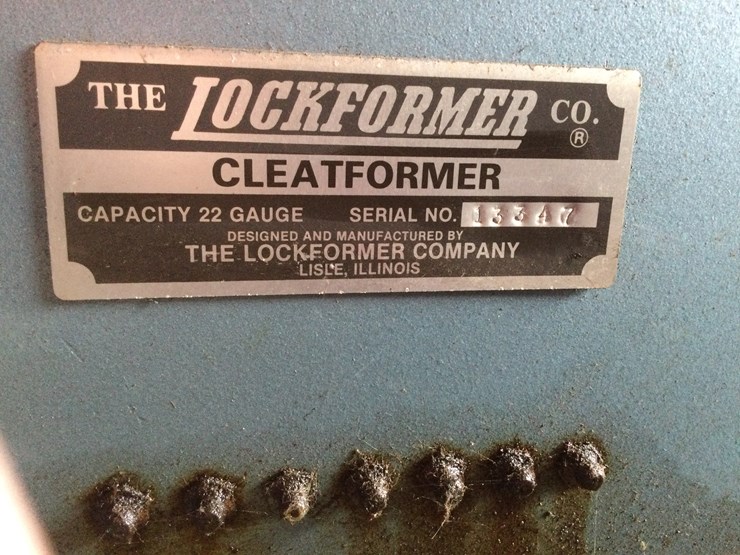 THE LOCKFORMER CO. ®
CLEATFORMER
CAPACITY 22 GAUGE SERIAL NO. 13347
DESIGNED AND MANUFACTURED BY
THE LOCKFORMER COMPANY
LISLE, ILLINOIS